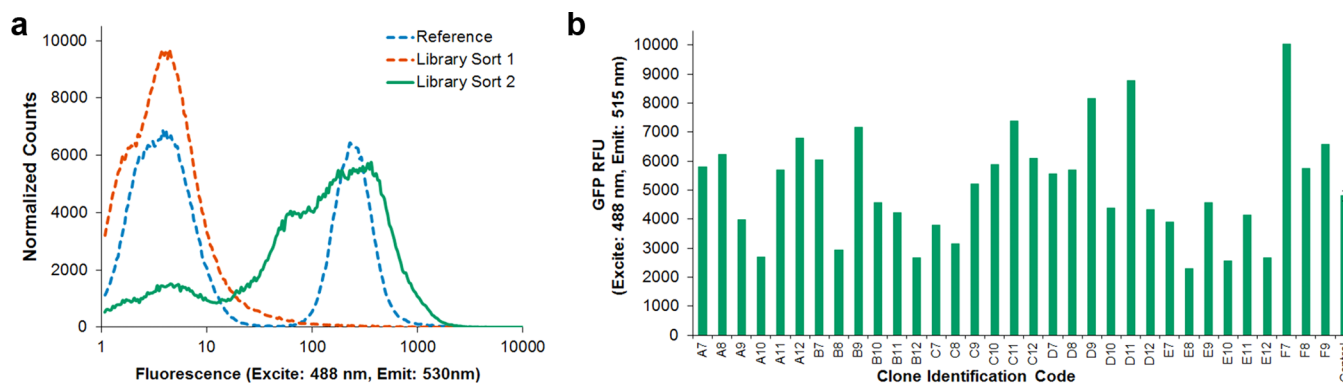 a
10000
8000
6000
4000
2000
0
Normalized Counts
Reference
Library Sort 1
Library Sort 2
1
10
100
1000
10000
Fluorescence (Excite: 488 nm, Emit: 530nm)
b
10000
9000
8000
7000
6000
5000
4000
3000
2000
1000
0
GFP RFU
(Excite: 488 nm, Emit: 515 nm)
A7
A8
A9
A10
A11
A12
B7
B8
B9
B10
B11
B12
C7
C8
C9
C10
C11
C12
D7
D8
D9
D10
D11
D12
E7
E8
E9
E10
E11
E12
F7
F8
F9
Clone Identification Code